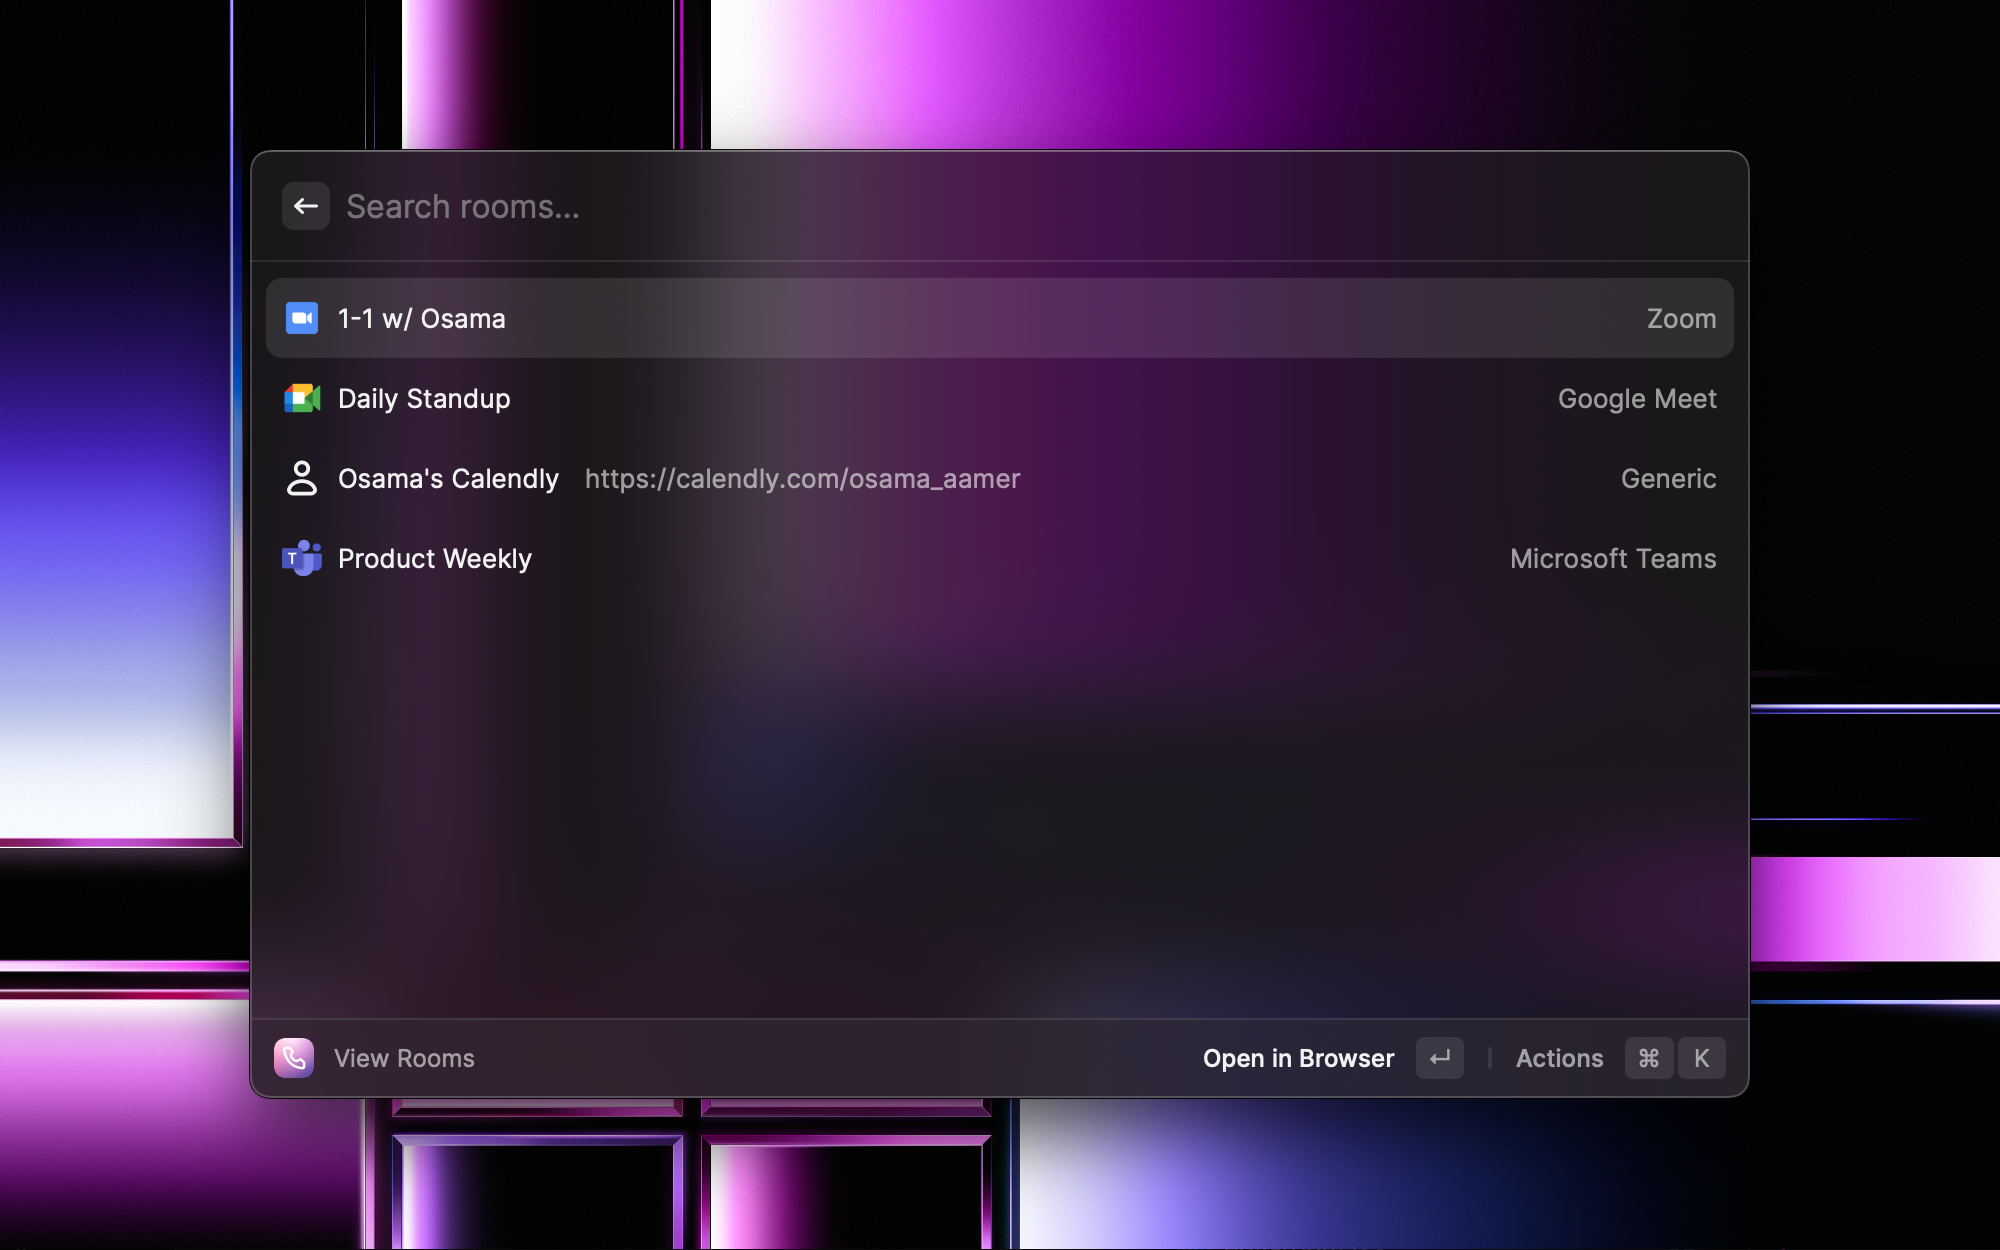 Search rooms...
1-1 w/ Osama Zoom
Daily Standup Google Meet
Osama's Calendly https://calendly.com/osama_aamer Generic
T Product Weekly Microsoft Teams
View Rooms Open in Browser ↵ Actions ⌘ K